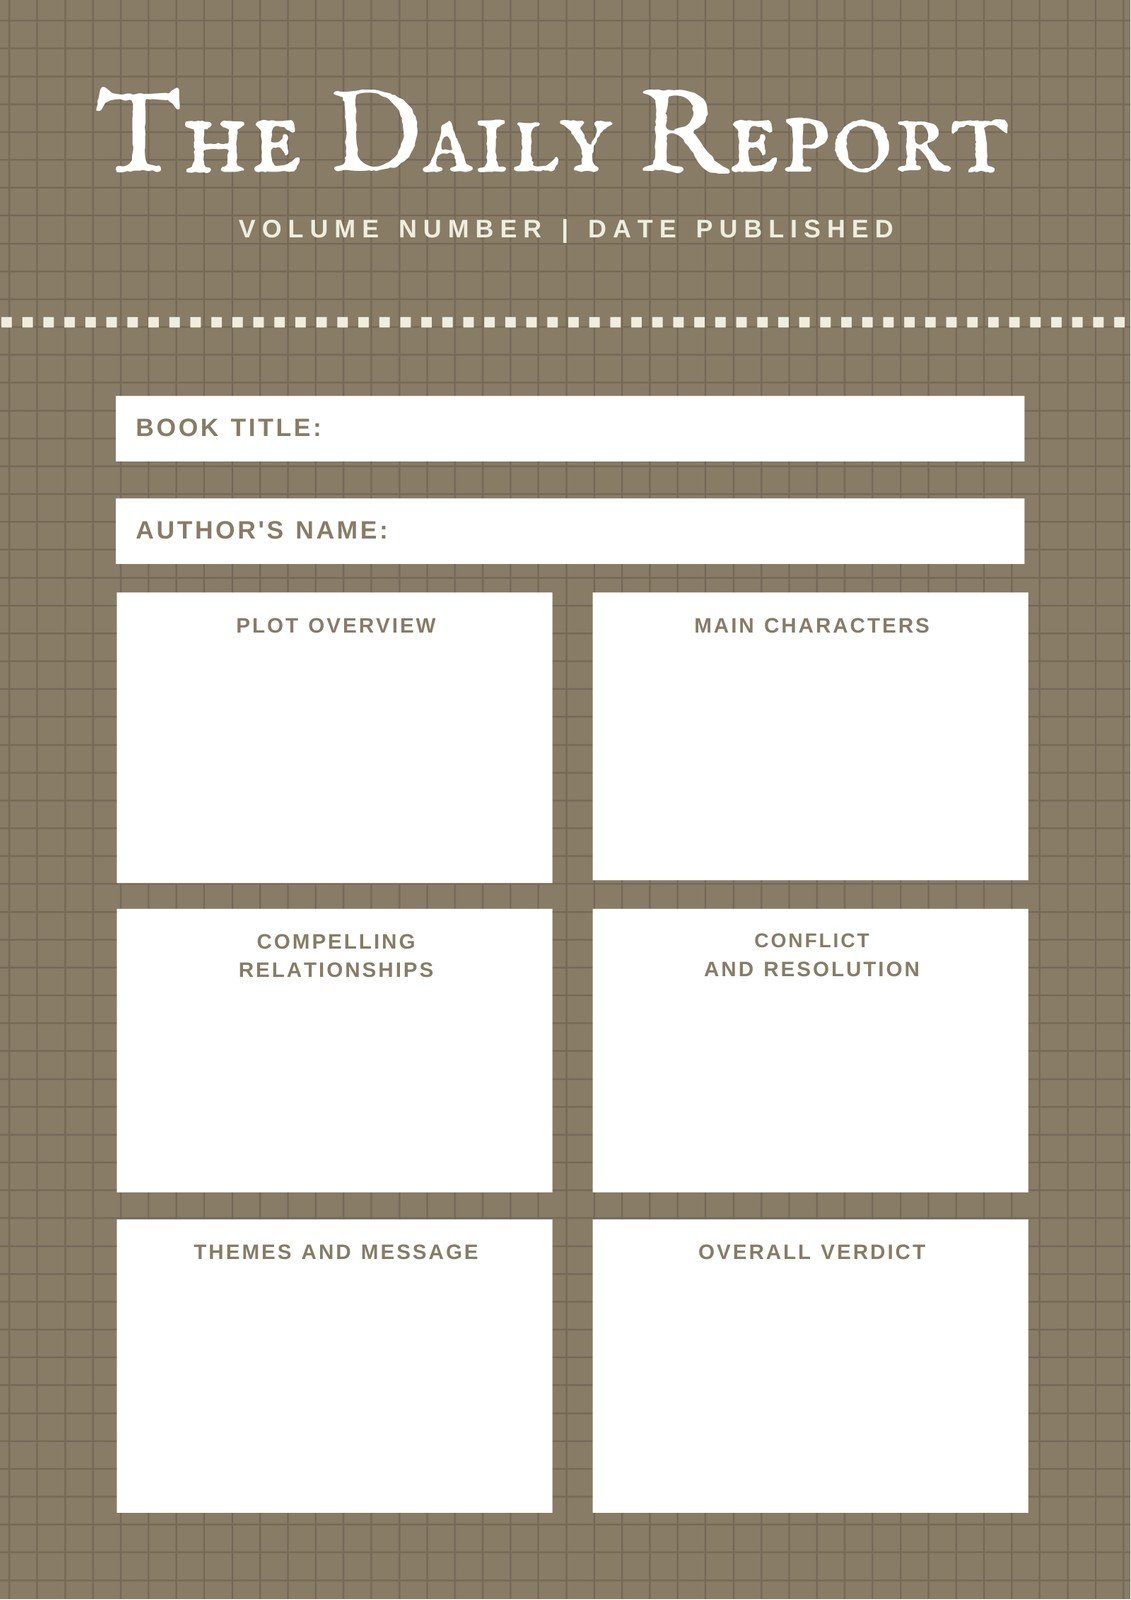 The Daily Report
VOLUME NUMBER | DATE PUBLISHED
BOOK TITLE:
AUTHOR'S NAME:
PLOT OVERVIEW
MAIN CHARACTERS
COMPELLING
RELATIONSHIPS
CONFLICT
AND RESOLUTION
THEMES AND MESSAGE
OVERALL VERDICT